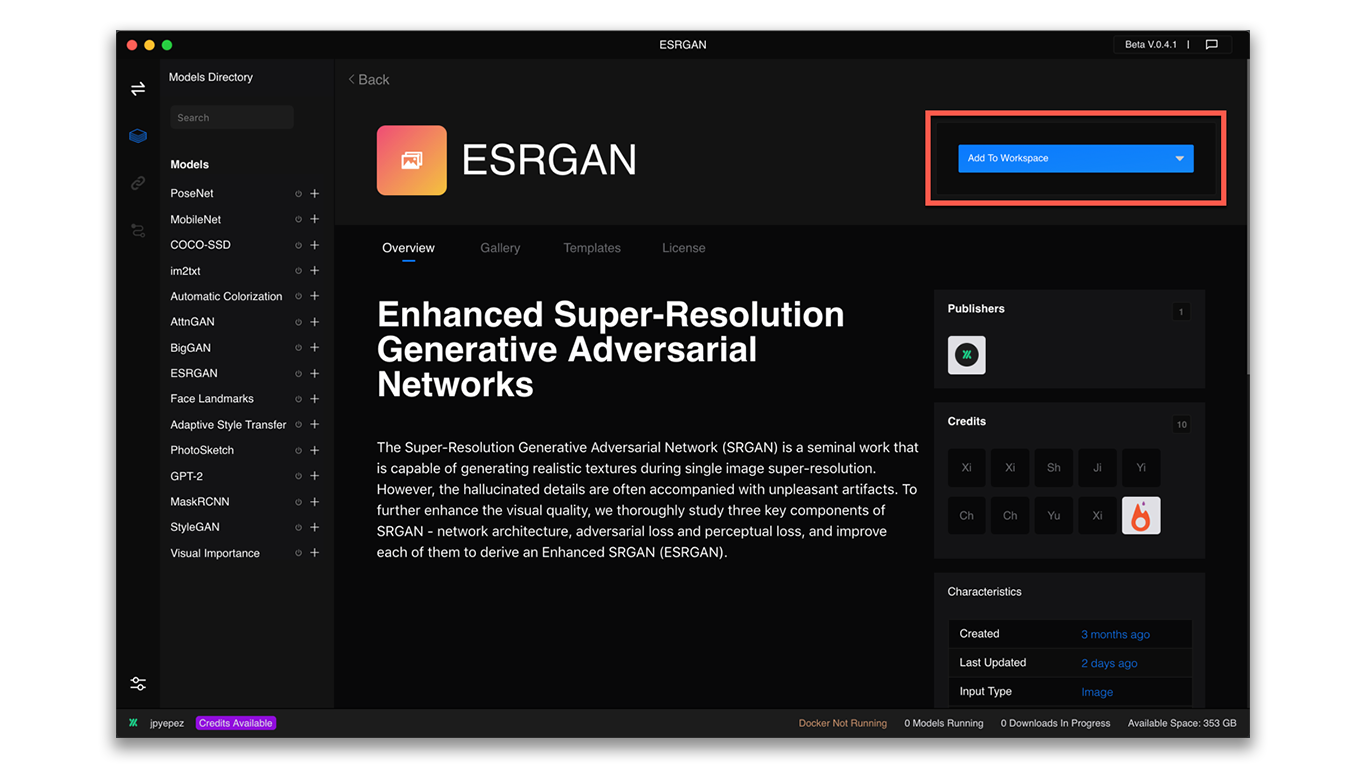 ESRGAN
Beta V.0.4.1 |
Models Directory
Search
Models
PoseNet
MobileNet
COCO-SSD
im2txt
Automatic Colorization
AttnGAN
BigGAN
ESRGAN
Face Landmarks
Adaptive Style Transfer
PhotoSketch
GPT-2
MaskRCNN
StyleGAN
Visual Importance
Back
ESRGAN
Add To Workspace
Overview Gallery Templates License
Enhanced Super-Resolution
Generative Adversarial
Networks
The Super-Resolution Generative Adversarial Network (SRGAN) is a seminal work that
is capable of generating realistic textures during single image super-resolution.
However, the hallucinated details are often accompanied with unpleasant artifacts. To
further enhance the visual quality, we thoroughly study three key components of
SRGAN - network architecture, adversarial loss and perceptual loss, and improve
each of them to derive an Enhanced SRGAN (ESRGAN).
Publishers 1
Credits 10
Xi Xi Sh Ji Yi
Ch Ch Yu Xi
Characteristics
Created 3 months ago
Last Updated 2 days ago
Input Type Image
jpyepez Credits Available Docker Not Running 0 Models Running 0 Downloads In Progress Available Space: 353 GB